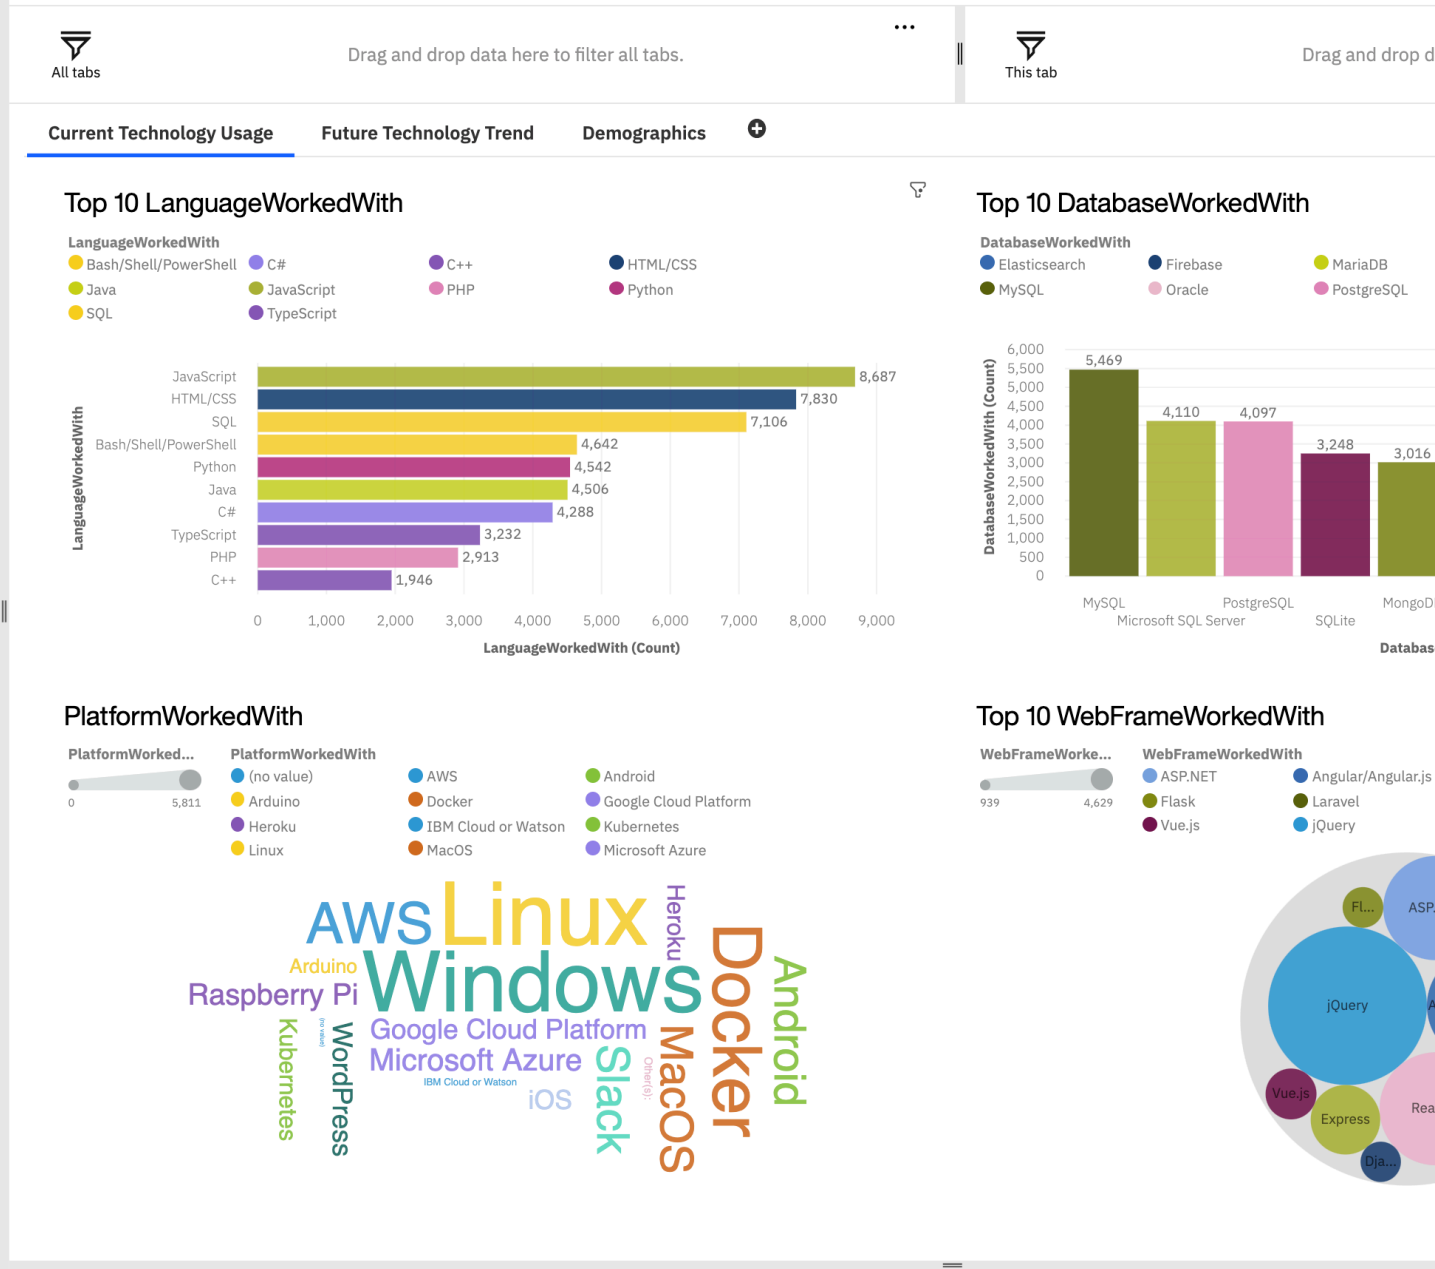 All tabs
Drag and drop data here to filter all tabs.
This tab
Drag and drop d
Current Technology Usage
Future Technology Trend
Demographics
Top 10 LanguageWorkedWith
LanguageWorkedWith
Bash/Shell/PowerShell
C#
C++
HTML/CSS
Java
JavaScript
PHP
Python
SQL
TypeScript
LanguageWorkedWith
JavaScript
8,687
HTML/CSS
7,830
SQL
7,106
Bash/Shell/PowerShell
4,642
Python
4,542
Java
4,506
C#
4,288
TypeScript
3,232
PHP
2,913
C++
1,946
0
1,000
2,000
3,000
4,000
5,000
6,000
7,000
8,000
9,000
LanguageWorkedWith (Count)
Top 10 DatabaseWorkedWith
DatabaseWorkedWith
Elasticsearch
Firebase
MariaDB
MySQL
Oracle
PostgreSQL
DatabaseWorkedWith (Count)
6,000
5,500
5,000
4,500
4,000
3,500
3,000
2,500
2,000
1,500
1,000
500
0
5,469
4,110
4,097
3,248
3,016
MySQL
Microsoft SQL Server
PostgreSQL
SQLite
MongoD
Databas
PlatformWorkedWith
PlatformWorked...
0
5,811
PlatformWorkedWith
(no value)
AWS
Android
Arduino
Docker
Google Cloud Platform
Heroku
IBM Cloud or Watson
Kubernetes
Linux
MacOS
Microsoft Azure
AWS
Linux
Heroku
Docker
Android
Arduino
Windows
Raspberry Pi
Kubernetes
(no value)
WordPress
Google Cloud Platform
Microsoft Azure
IBM Cloud or Watson
iOS
Slack
Other(s):
MacOS
Top 10 WebFrameWorkedWith
WebFrameWorke...
939
4,629
WebFrameWorkedWith
ASP.NET
Angular/Angular.js
Flask
Laravel
Vue.js
jQuery
Fl...
ASP.
jQuery
A
Vue.js
Express
Rea
Dja...